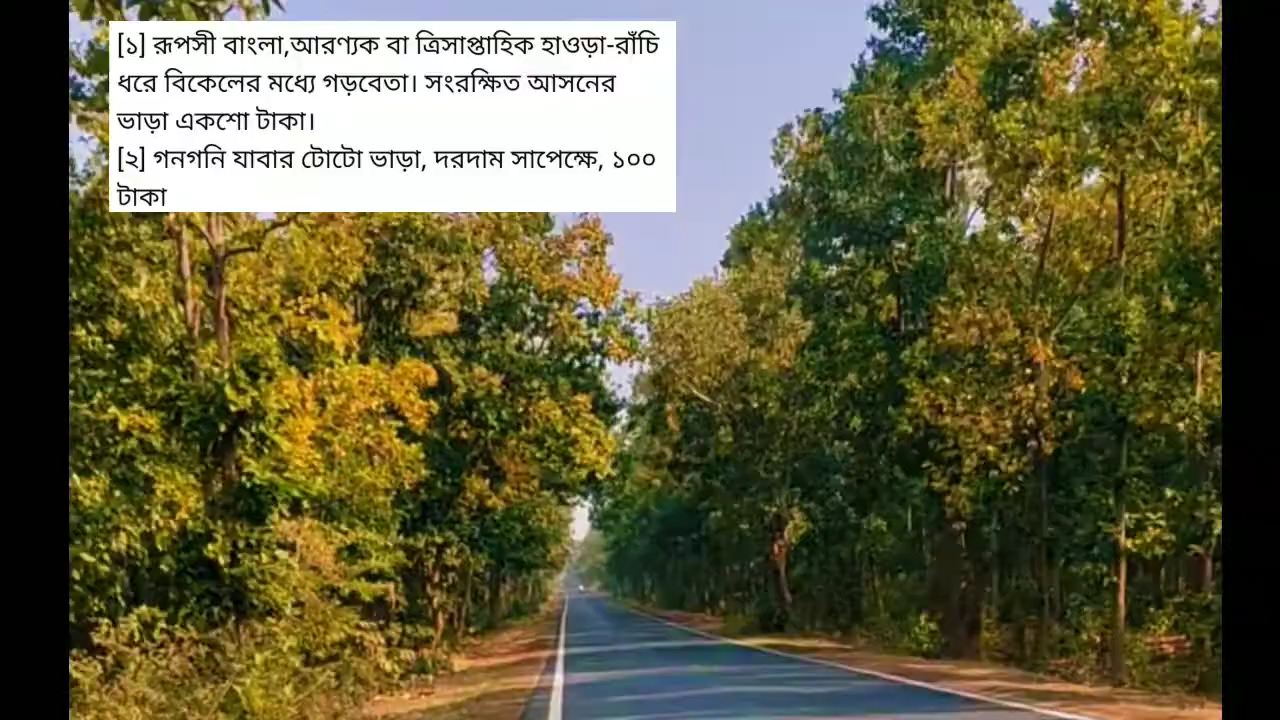 [১] রূপসী বাংলা,আরণ্যক বা ত্রিসাপ্তাহিক হাওড়া-রাঁচি
ধরে বিকেলের মধ্যে গড়বেতা। সংরক্ষিত আসনের
ভাড়া একশো টাকা।
[২] গনগনি যাবার টোটো ভাড়া, দরদাম সাপেক্ষে, ১০০
টাকা